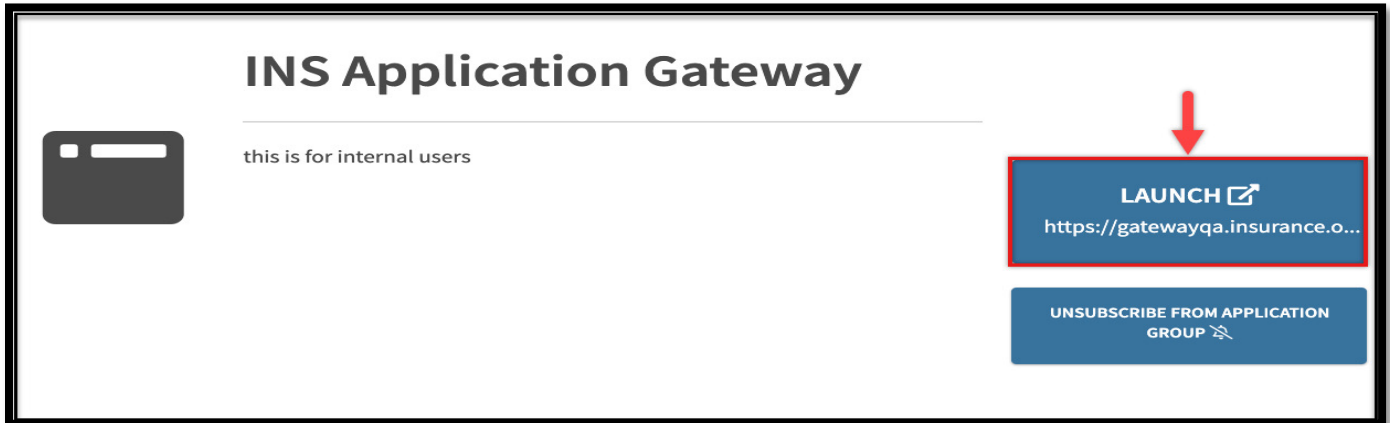 INS Application Gateway
this is for internal users
LAUNCH
https://gatewayqa.insurance.o...
UNSUBSCRIBE FROM APPLICATION
GROUP